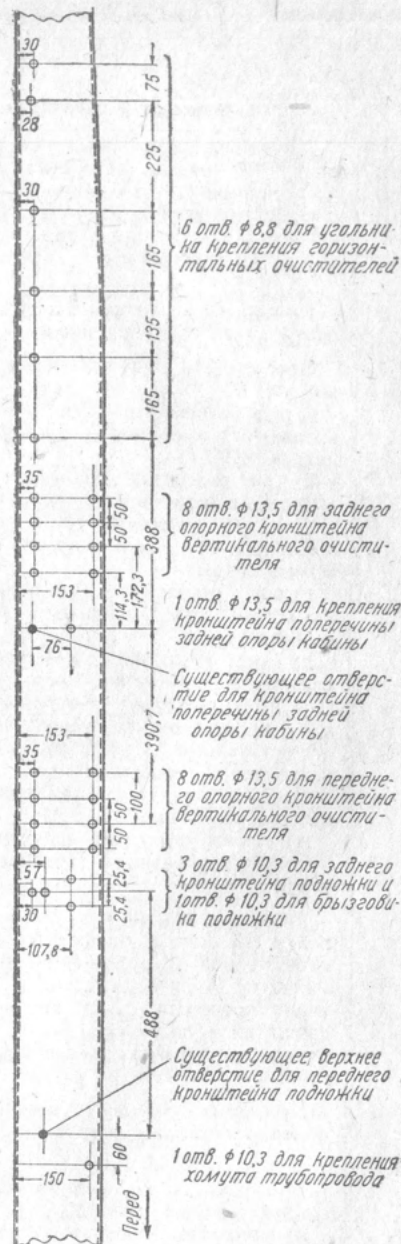 30
75
28
225
30
6 отв. ϕ 8,8 для угольни-
ка крепления горизон-
тальных очистителей
165
135
165
35
50
50
388
8 отв. ϕ 13,5 для заднего
опорного кронштейна
вертикального очисти-
теля
153
114,3
172,3
1 отв. ϕ 13,5 для крепления
кронштейна поперечины
задней опоры кабины
76
Существующее отверс-
тие для кронштейна
поперечины задней
опоры кабины
390,7
153
35
50
100
50
8 отв. ϕ 13,5 для передне-
го опорного кронштейна
вертикального очисти-
теля
57
25,4
30
25,4
3 отв. ϕ 10,3 для заднего
кронштейна подножки и
1 отв. ϕ 10,3 для брызгови-
ка подножки
107,8
488
Существующее, верхнее
отверстие для переднего
кронштейна подножки
60
150
1 отв. ϕ 10,3 для крепления
хомута трубопровода
Перед